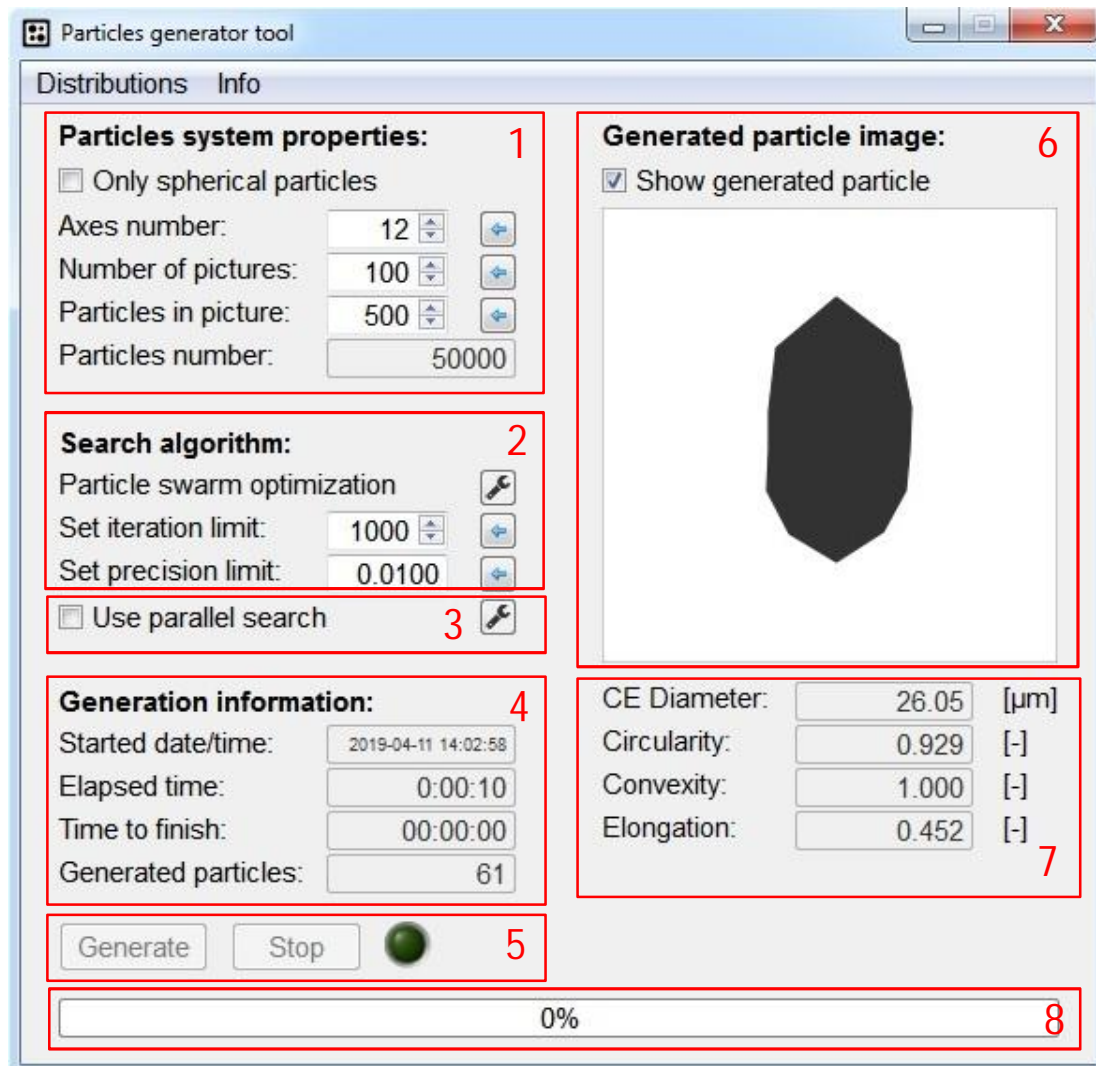 Particles generator tool
Distributions Info
Particles system properties: 1
Only spherical particles
Axes number: 12
Number of pictures: 100
Particles in picture: 500
Particles number: 50000
Search algorithm: 2
Particle swarm optimization
Set iteration limit: 1000
Set precision limit: 0.0100
Use parallel search 3
Generation information: 4
Started date/time: 2019-04-11 14:02:58
Elapsed time: 0:00:10
Time to finish: 00:00:00
Generated particles: 61
Generate Stop 5
Generated particle image: 6
Show generated particle
CE Diameter: 26.05 [µm]
Circularity: 0.929 [-]
Convexity: 1.000 [-]
Elongation: 0.452 [-]
7
0% 8